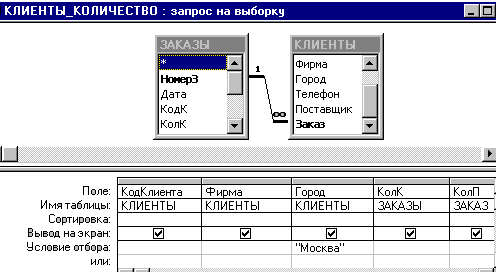 КЛИЕНТЫ_КОЛИЧЕСТВО : запрос на выборку
ЗАКАЗЫ
*
НомерЗ
Дата
КодК
КолК
1
∞
КЛИЕНТЫ
Фирма
Город
Телефон
Поставщик
Заказ
Поле: КодКлиента Фирма Город КолК КолП
Имя таблицы: КЛИЕНТЫ КЛИЕНТЫ КЛИЕНТЫ ЗАКАЗЫ ЗАКАЗ
Сортировка:
Вывод на экран:
Условие отбора: "Москва"
или: